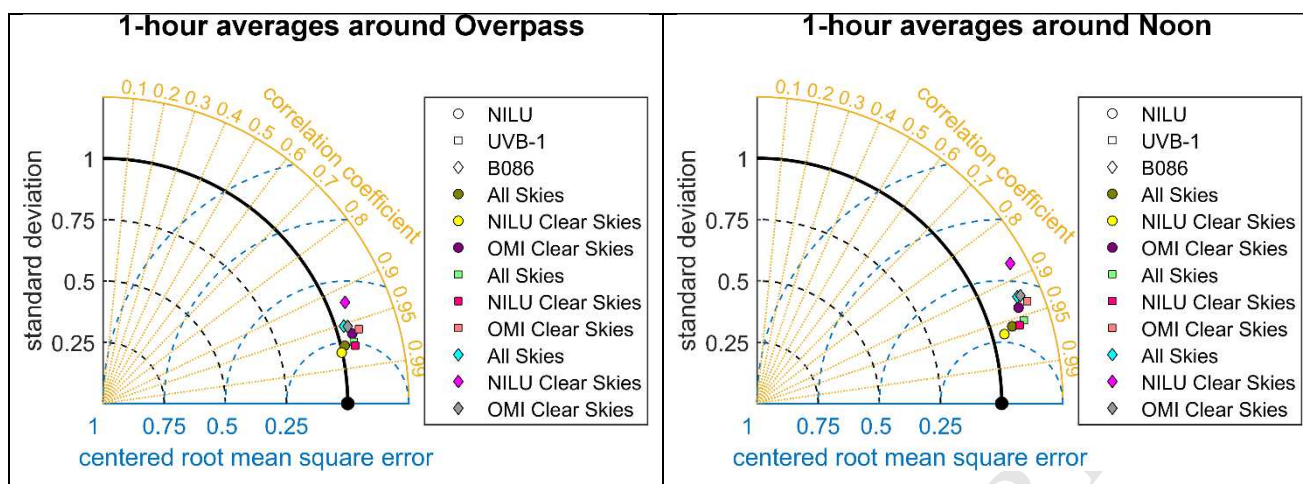 1-hour averages around Overpass
0.1 0.2 0.3 0.4 0.5 0.6 0.7 0.8 0.9 0.95 0.99
correlation coefficient
standard deviation
1
0.75
0.5
0.25
1 0.75 0.5 0.25
centered root mean square error
NILU
UVB-1
B086
All Skies
NILU Clear Skies
OMI Clear Skies
All Skies
NILU Clear Skies
OMI Clear Skies
All Skies
NILU Clear Skies
OMI Clear Skies
1-hour averages around Noon
0.1 0.2 0.3 0.4 0.5 0.6 0.7 0.8 0.9 0.95 0.99
correlation coefficient
standard deviation
1
0.75
0.5
0.25
1 0.75 0.5 0.25
centered root mean square error
NILU
UVB-1
B086
All Skies
NILU Clear Skies
OMI Clear Skies
All Skies
NILU Clear Skies
OMI Clear Skies
All Skies
NILU Clear Skies
OMI Clear Skies